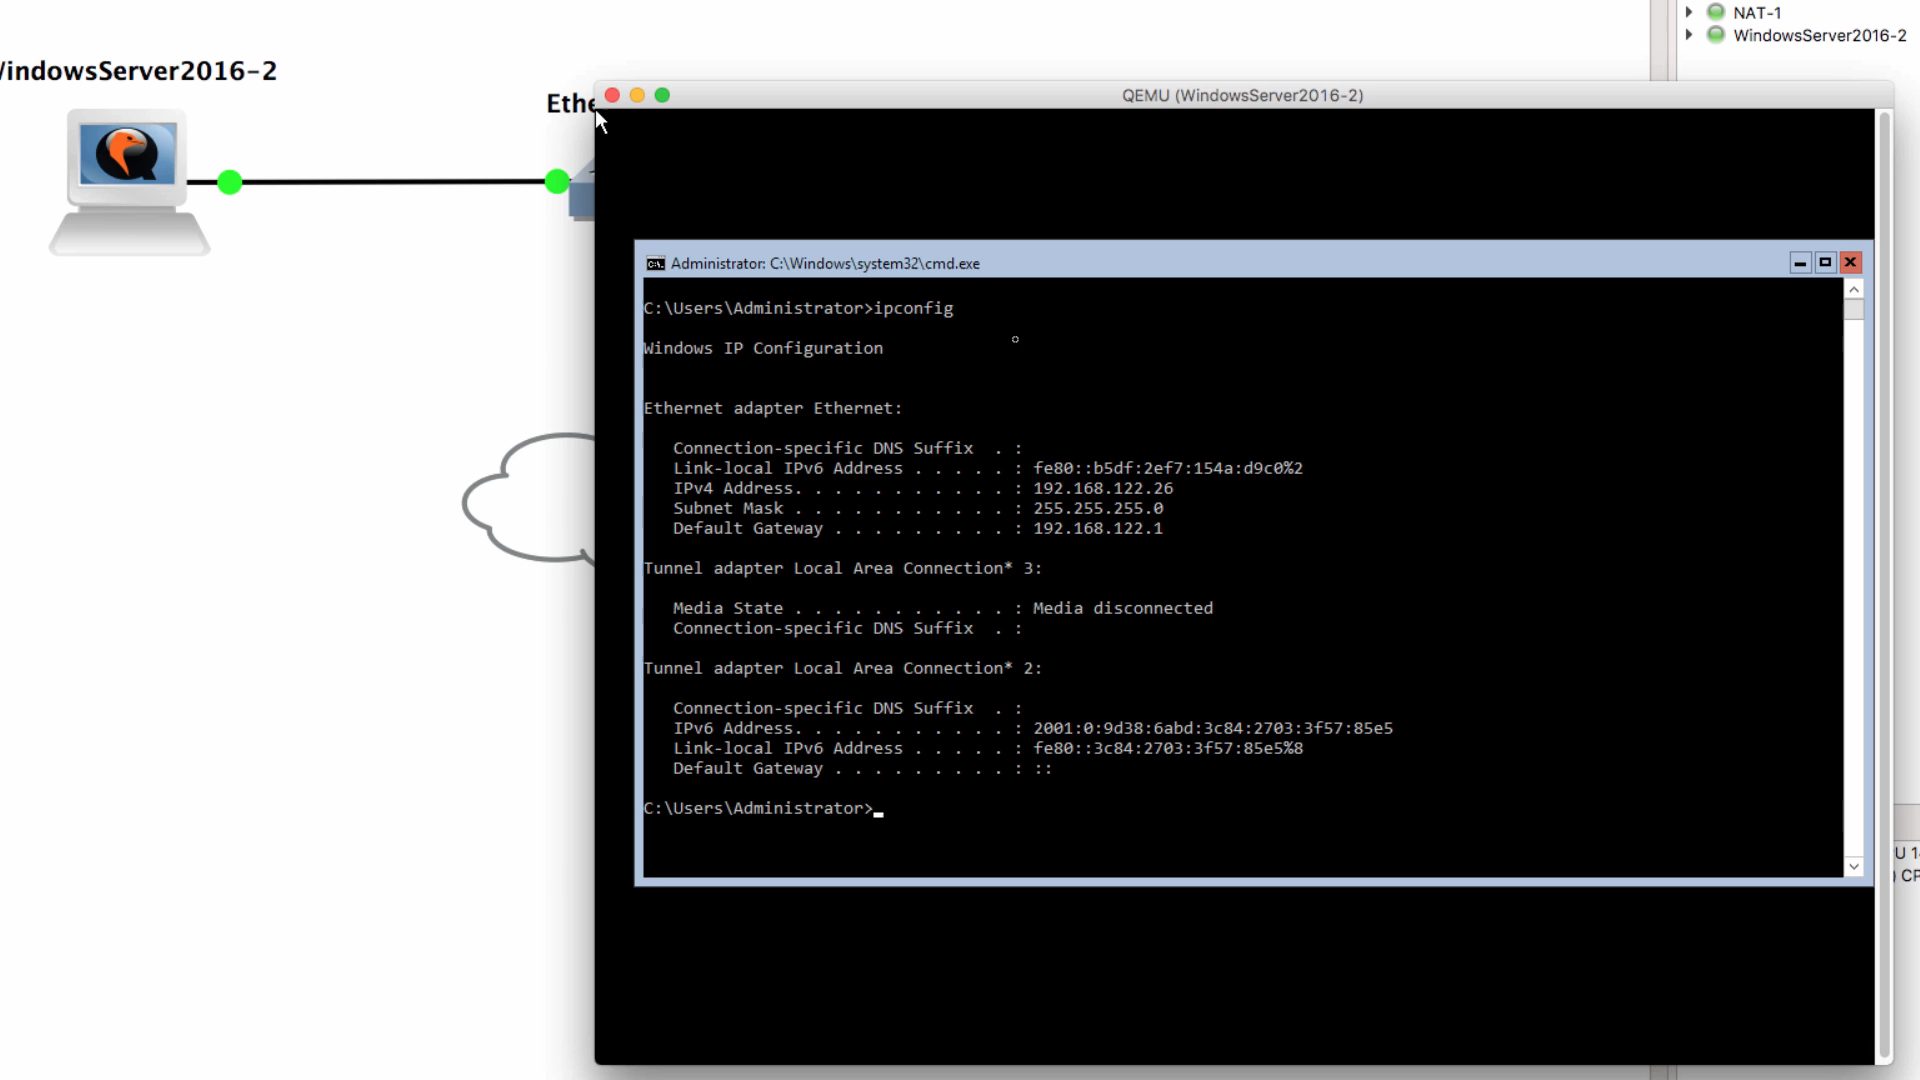 NAT-1
WindowsServer2016-2
indowsServer2016-2
Ethe
QEMU (WindowsServer2016-2)
Administrator: C:\Windows\system32\cmd.exe
C:\Users\Administrator>ipconfig
Windows IP Configuration
Ethernet adapter Ethernet:
Connection-specific DNS Suffix  . :
Link-local IPv6 Address . . . . . : fe80::b5df:2ef7:154a:d9c0%2
IPv4 Address. . . . . . . . . . . : 192.168.122.26
Subnet Mask . . . . . . . . . . . : 255.255.255.0
Default Gateway . . . . . . . . . : 192.168.122.1
Tunnel adapter Local Area Connection* 3:
Media State . . . . . . . . . . . : Media disconnected
Connection-specific DNS Suffix  . :
Tunnel adapter Local Area Connection* 2:
Connection-specific DNS Suffix  . :
IPv6 Address. . . . . . . . . . . : 2001:0:9d38:6abd:3c84:2703:3f57:85e5
Link-local IPv6 Address . . . . . : fe80::3c84:2703:3f57:85e5%8
Default Gateway . . . . . . . . . : ::
C:\Users\Administrator>